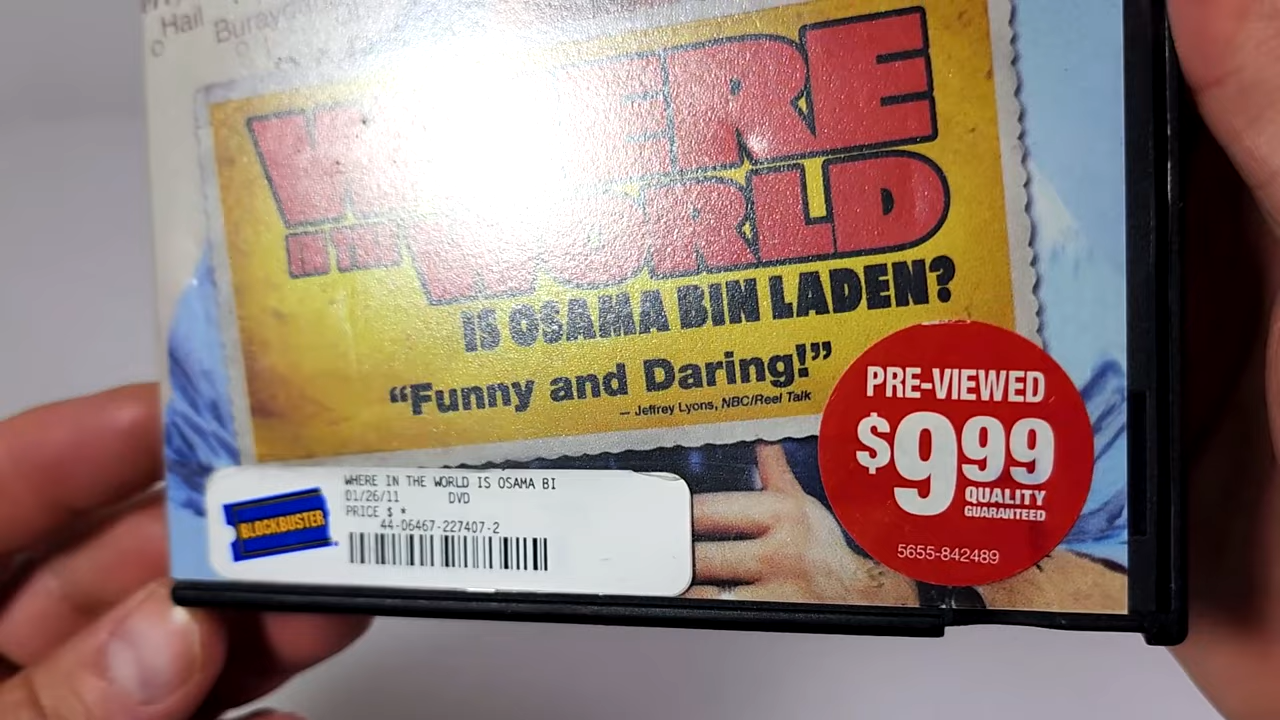 Hail
WHERE
IN THE
WORLD
IS OSAMA BIN LADEN?
“Funny and Daring!”
– Jeffrey Lyons, NBC/Reel Talk
PRE-VIEWED
$9.99
QUALITY
GUARANTEED
5655-842489
BLOCKBUSTER
WHERE IN THE WORLD IS OSAMA BI
01/26/11 DVD
PRICE $ *
44-06467-227407-2